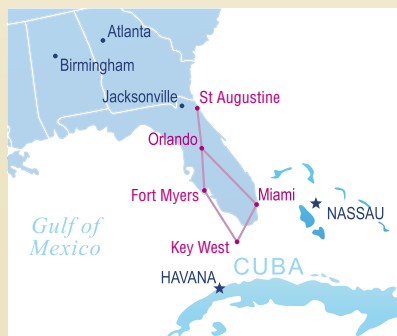 Atlanta
Birmingham
Jacksonville
St Augustine
Orlando
Fort Myers
Miami
Gulf of
Mexico
NASSAU
Key West
HAVANA
CUBA